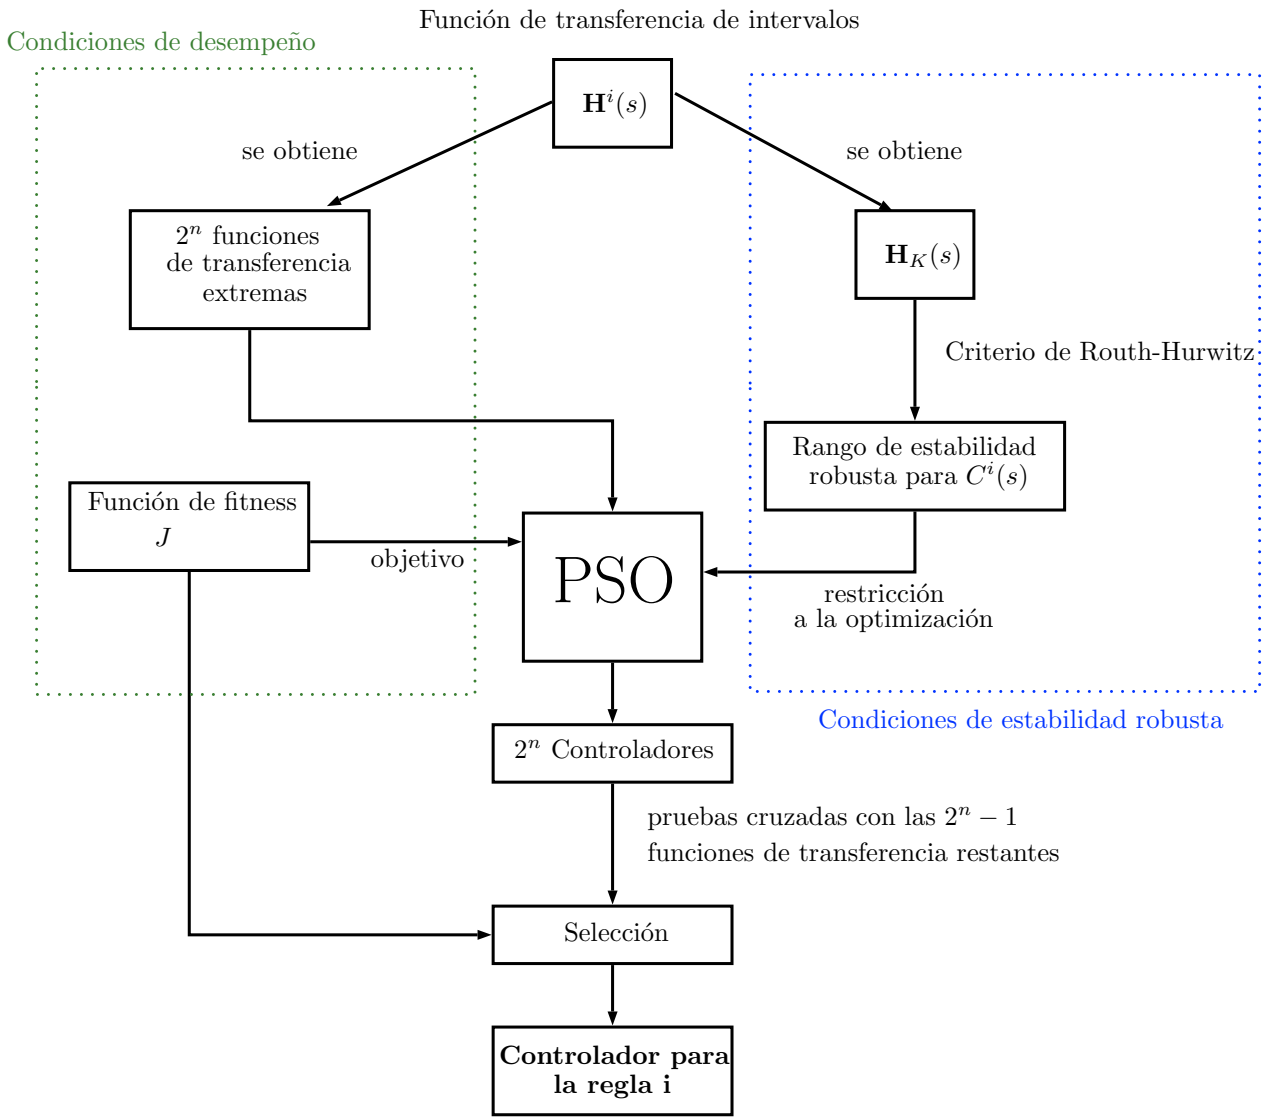 Función de transferencia de intervalos
Condiciones de desempeño
H^i(s)
se obtiene
se obtiene
2^n funciones
de transferencia
extremas
H_K(s)
Criterio de Routh-Hurwitz
Rango de estabilidad
robusta para C^i(s)
Función de fitness
J
objetivo
PSO
restricción
a la optimización
Condiciones de estabilidad robusta
2^n Controladores
pruebas cruzadas con las 2^n − 1
funciones de transferencia restantes
Selección
Controlador para
la regla i